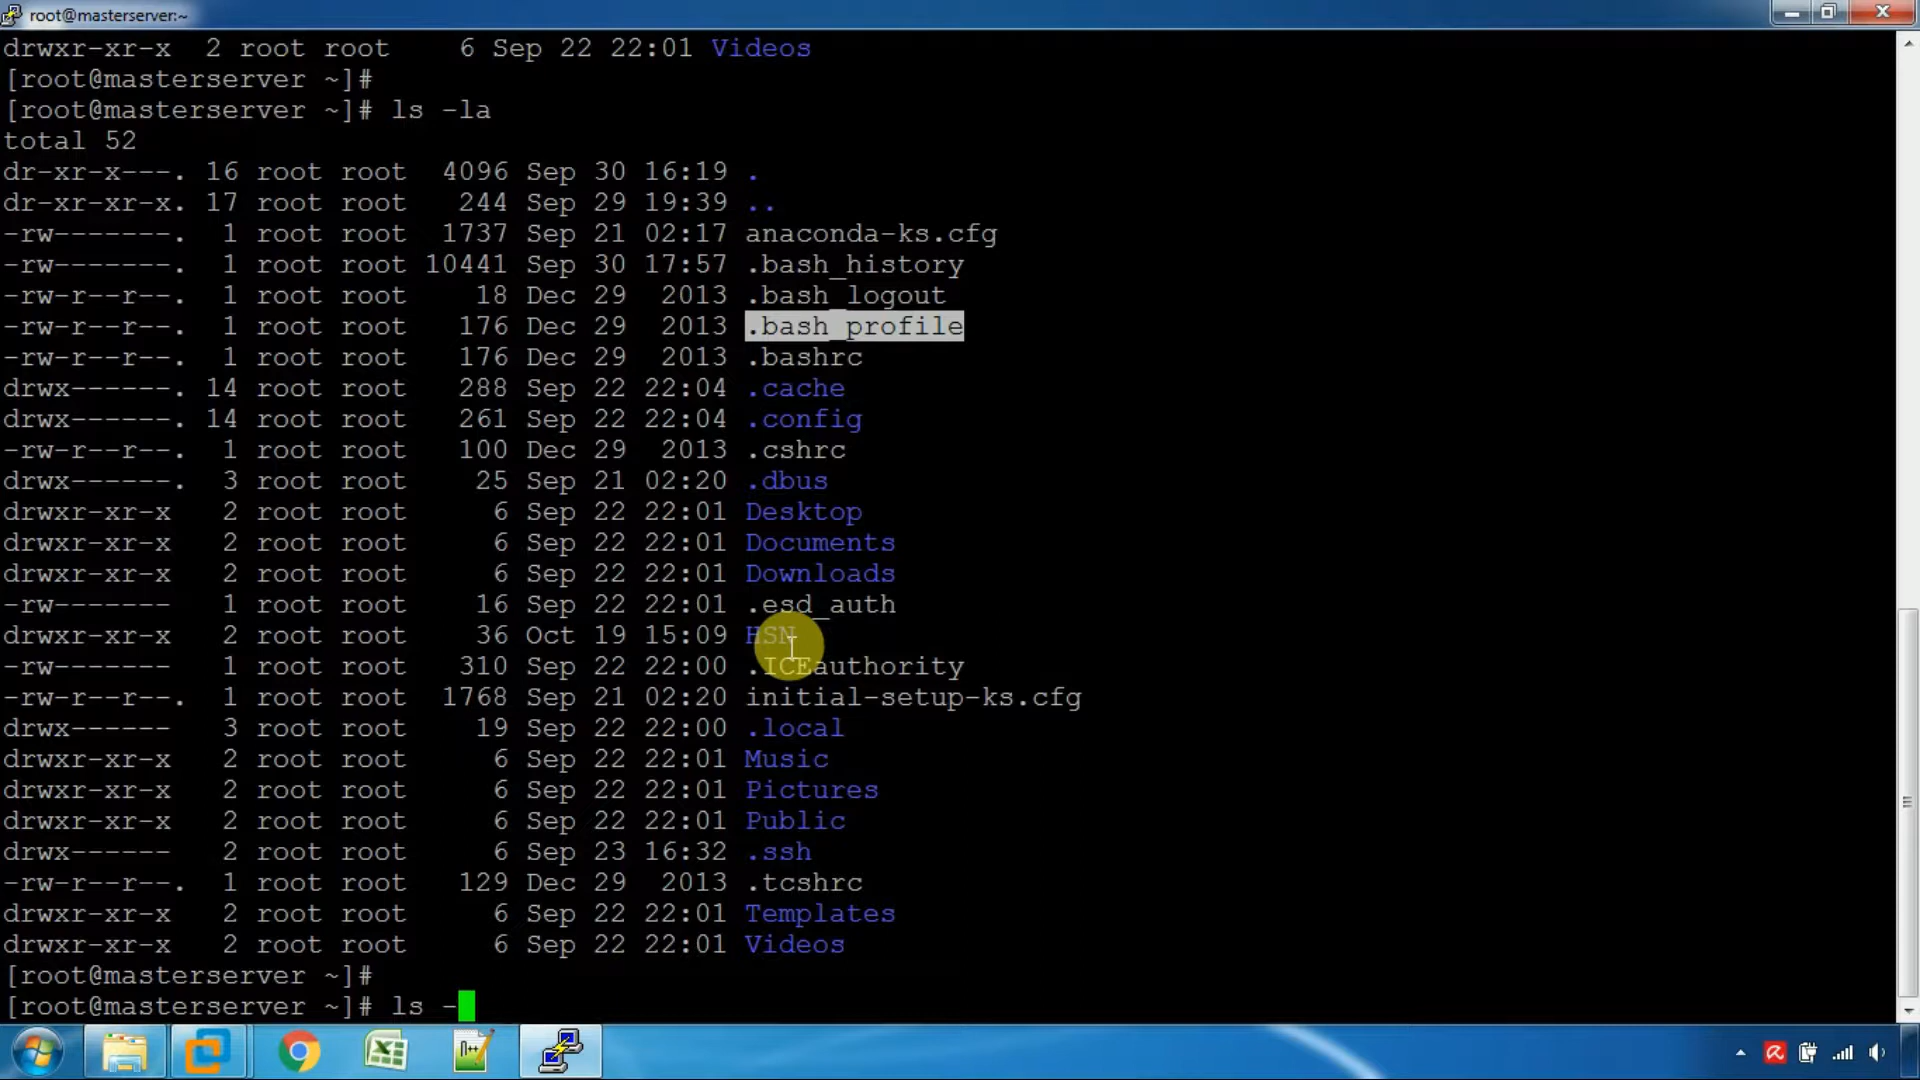 root@masterserver:~
drwxr-xr-x  2 root root     6 Sep 22 22:01 Videos
[root@masterserver ~]#
[root@masterserver ~]# ls -la
total 52
dr-xr-x---. 16 root root  4096 Sep 30 16:19 .
dr-xr-xr-x. 17 root root   244 Sep 29 19:39 ..
-rw-------.  1 root root  1737 Sep 21 02:17 anaconda-ks.cfg
-rw-------.  1 root root 10441 Sep 30 17:57 .bash_history
-rw-r--r--.  1 root root    18 Dec 29  2013 .bash_logout
-rw-r--r--.  1 root root   176 Dec 29  2013 .bash_profile
-rw-r--r--.  1 root root   176 Dec 29  2013 .bashrc
drwx------. 14 root root   288 Sep 22 22:04 .cache
drwx------. 14 root root   261 Sep 22 22:04 .config
-rw-r--r--.  1 root root   100 Dec 29  2013 .cshrc
drwx------.  3 root root    25 Sep 21 02:20 .dbus
drwxr-xr-x   2 root root     6 Sep 22 22:01 Desktop
drwxr-xr-x   2 root root     6 Sep 22 22:01 Documents
drwxr-xr-x   2 root root     6 Sep 22 22:01 Downloads
-rw-------   1 root root    16 Sep 22 22:01 .esd_auth
drwxr-xr-x   2 root root    36 Oct 19 15:09 HSN
-rw-------   1 root root   310 Sep 22 22:00 .ICEauthority
-rw-r--r--.  1 root root  1768 Sep 21 02:20 initial-setup-ks.cfg
drwx------   3 root root    19 Sep 22 22:00 .local
drwxr-xr-x   2 root root     6 Sep 22 22:01 Music
drwxr-xr-x   2 root root     6 Sep 22 22:01 Pictures
drwxr-xr-x   2 root root     6 Sep 22 22:01 Public
drwx------   2 root root     6 Sep 23 16:32 .ssh
-rw-r--r--.  1 root root   129 Dec 29  2013 .tcshrc
drwxr-xr-x   2 root root     6 Sep 22 22:01 Templates
drwxr-xr-x   2 root root     6 Sep 22 22:01 Videos
[root@masterserver ~]#
[root@masterserver ~]# ls -